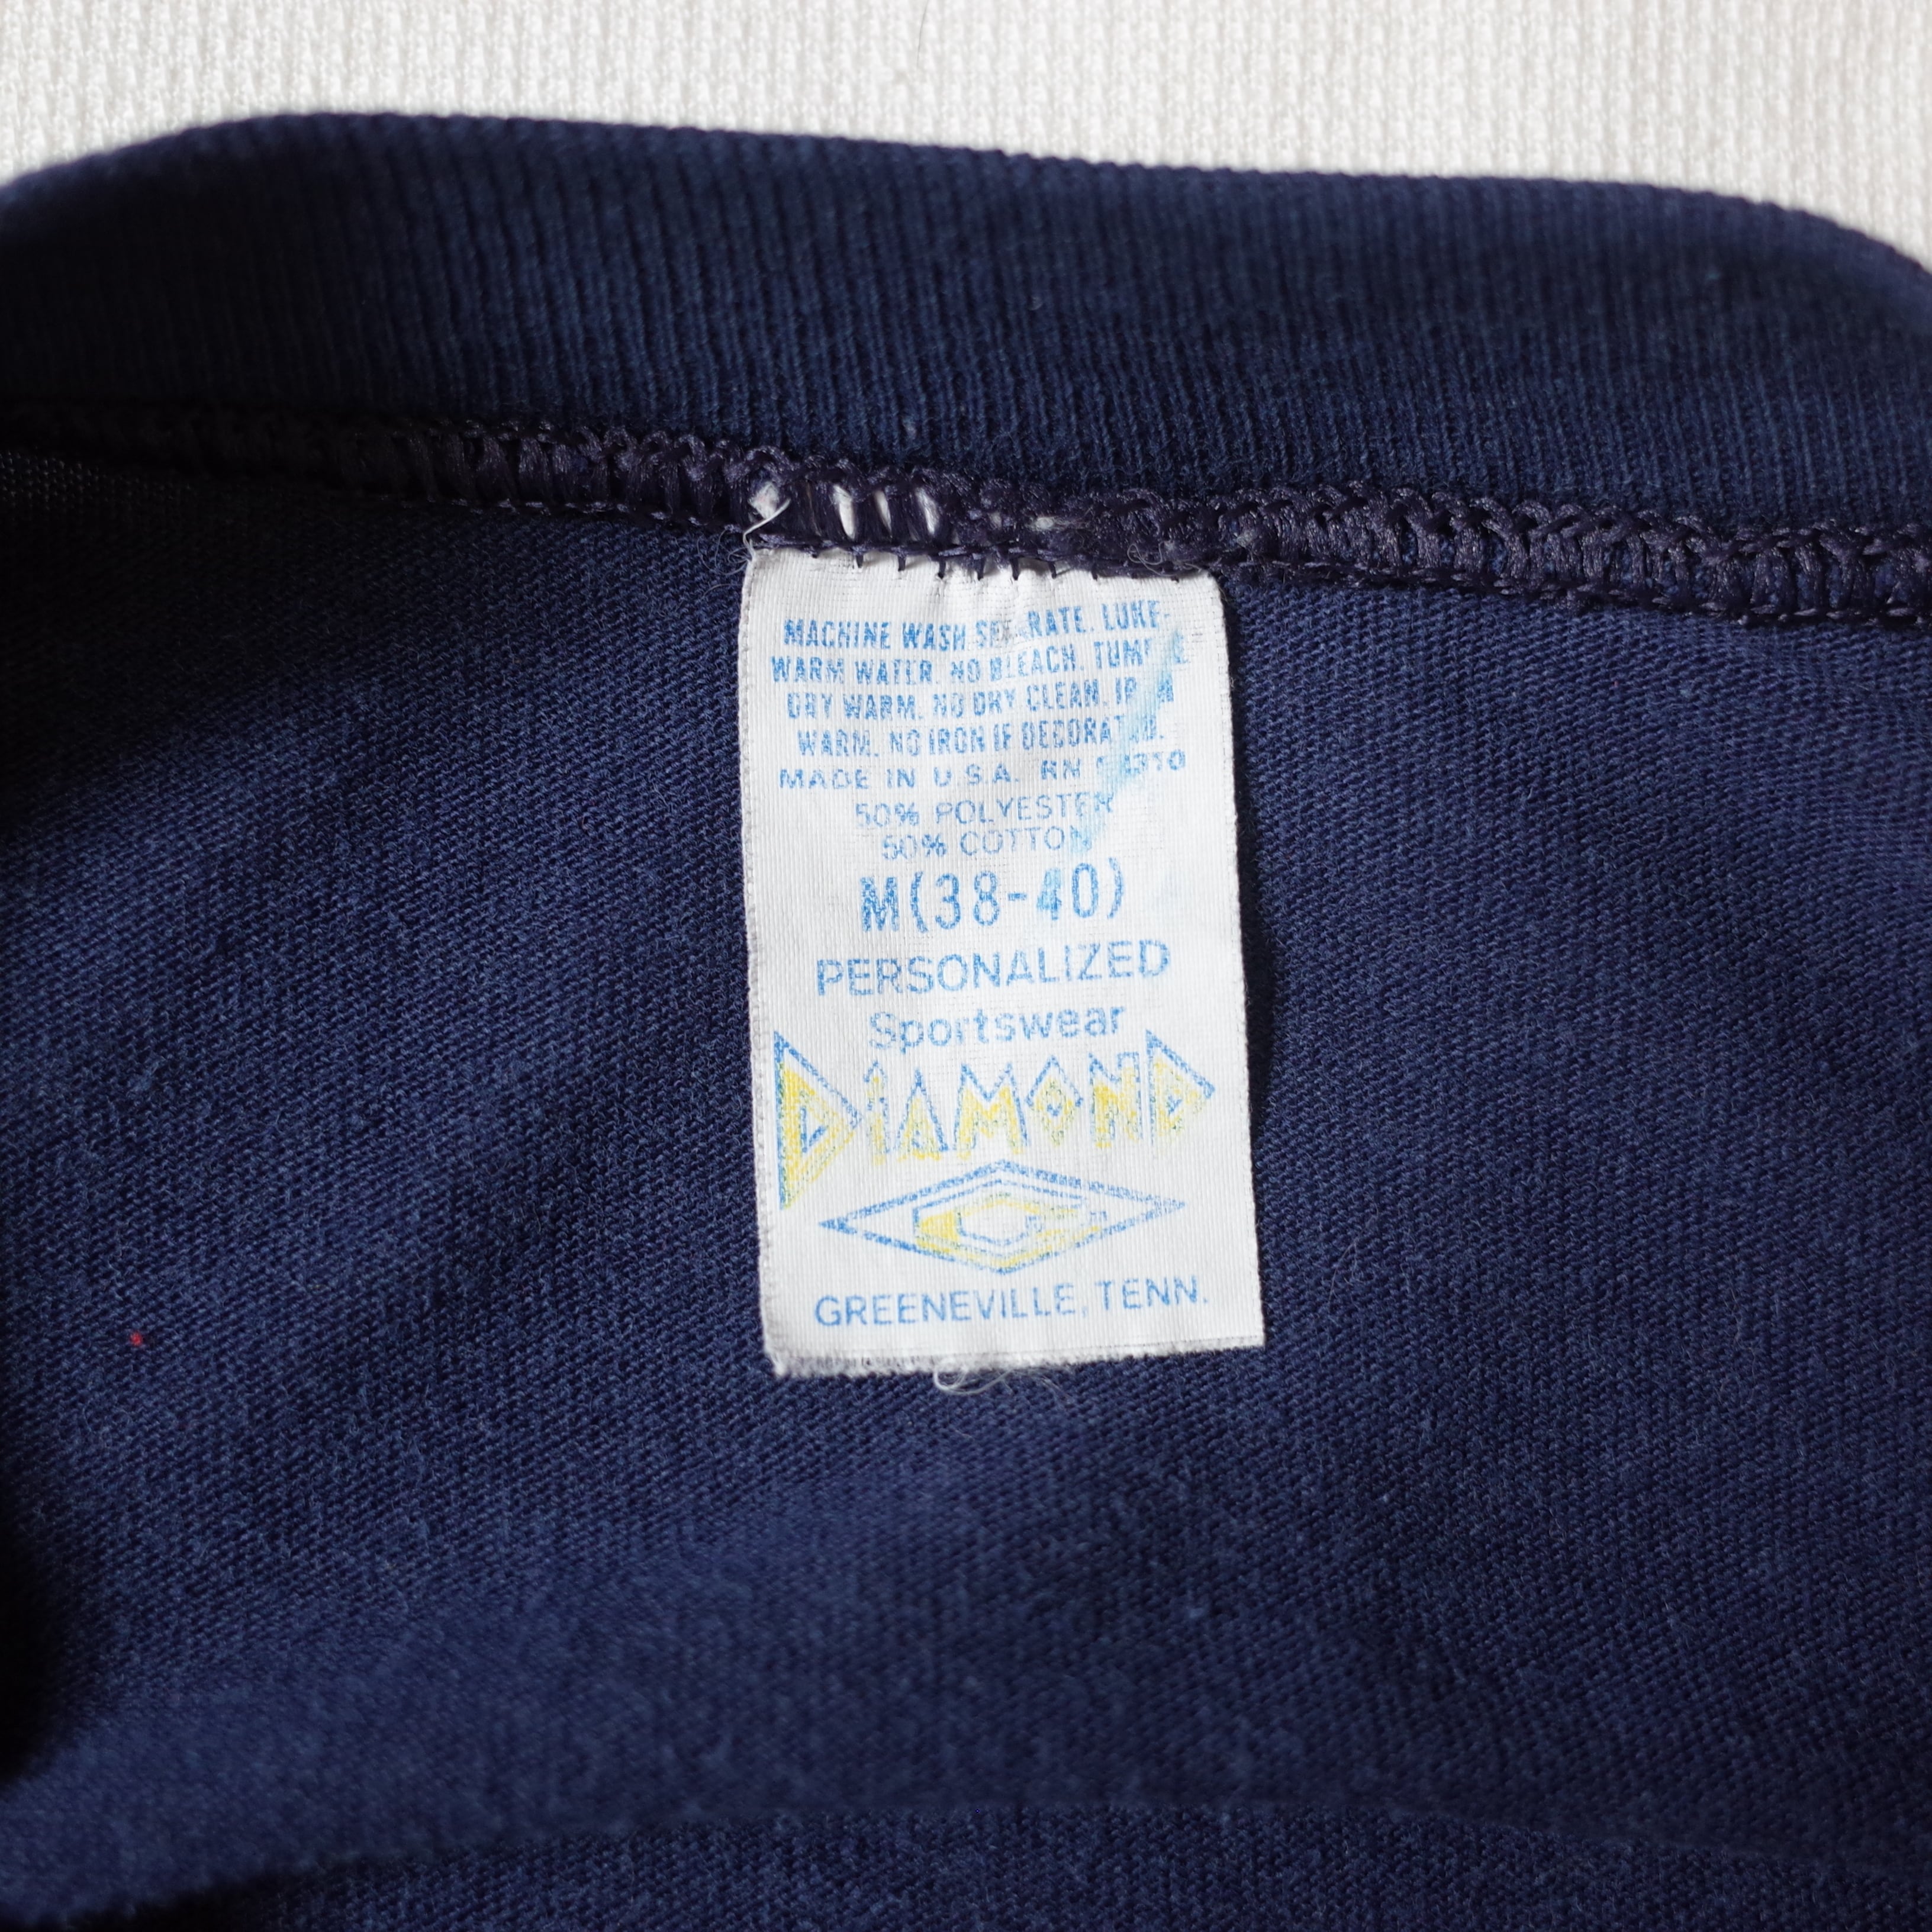 MACHINE WASH SEPARATE. LUKE-
WARM WATER. NO BLEACH. TUMBLE
DRY WARM. NO DRY CLEAN. IRON
WARM. NO IRON IF DECORATED.
MADE IN U.S.A. RN
50% POLYESTER
50% COTTON
M(38-40)
PERSONALIZED
Sportswear
DiAMOND
GREENEVILLE, TENN.